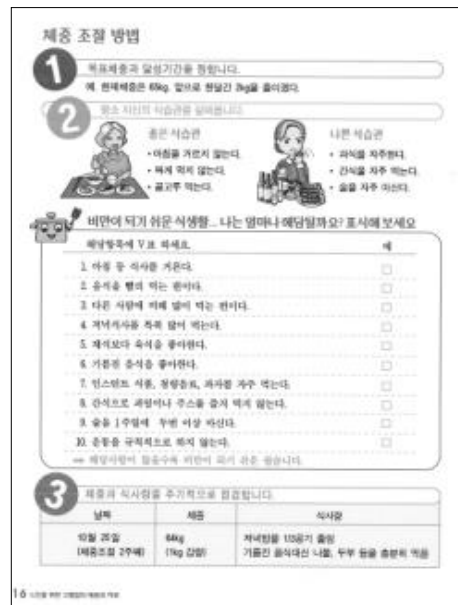 체중 조절 방법
1 목표체중과 달성기간을 정합니다.
예. 현재체중은 65kg, 앞으로 한달간 2kg을 줄이겠다.
2 평소 자신의 식습관을 살펴봅니다
좋은 식습관
• 아침을 거르지 않는다.
• 짜게 먹지 않는다.
• 골고루 먹는다.
나쁜 식습관
• 과식을 자주한다.
• 간식을 자주 먹는다.
• 술을 자주 마신다.
비만이 되기 쉬운 식생활... 나는 얼마나 해당될까요? 표시해 보세요
해당항목에 V표 하세요. 예
1. 아침 등 식사를 거른다.
2. 음식을 빨리 먹는 편이다.
3. 다른 사람에 비해 많이 먹는 편이다.
4. 저녁식사를 특히 많이 먹는다.
5. 채식보다 육식을 좋아한다.
6. 기름진 음식을 좋아한다.
7. 인스턴트 식품, 청량음료, 과자를 자주 먹는다.
8. 간식으로 과일이나 주스를 즐겨 먹지 않는다.
9. 술을 1주일에 두번 이상 마신다.
10. 운동을 규칙적으로 하지 않는다.
⇒ 해당사항이 많을수록 비만이 되기 쉬운 습니다.
3 체중과 식사량을 주기적으로 점검합니다.
날짜 체중 식사량
10월 25일 64kg 저녁밥을 1/3공기 줄임
(체중조절 2주째) (1kg 감량) 기름진 음식대신 나물, 두부 등을 충분히 먹음
16